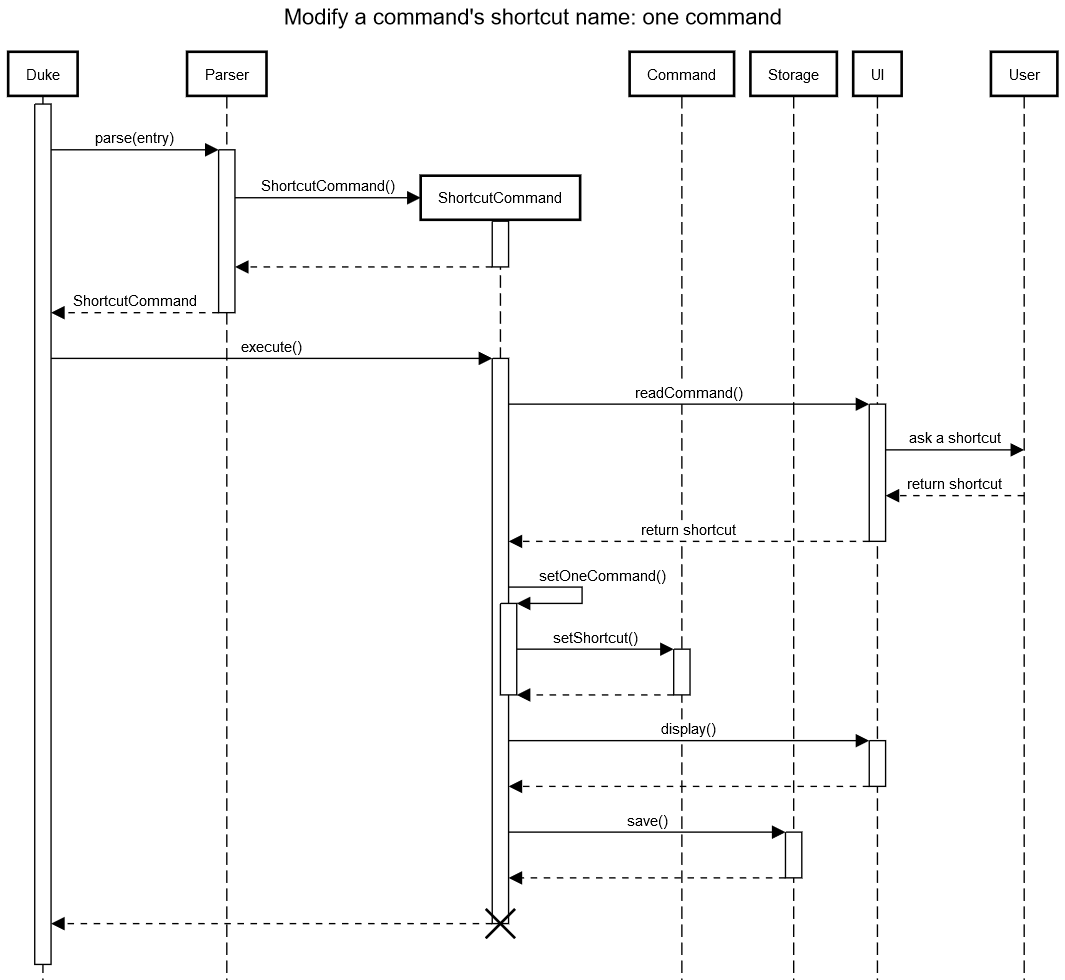 Modify a command's shortcut name: one command
Duke
Parser
Command
Storage
UI
User
parse(entry)
ShortcutCommand()
ShortcutCommand
ShortcutCommand
execute()
readCommand()
ask a shortcut
return shortcut
return shortcut
setOneCommand()
setShortcut()
display()
save()